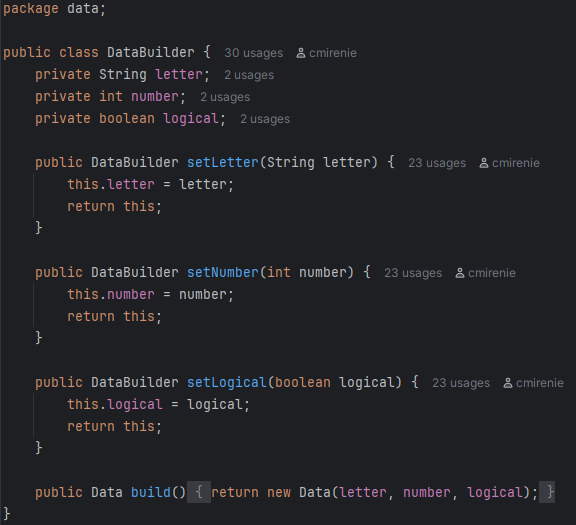 package data;
public class DataBuilder { 30 usages cmirenie
private String letter; 2 usages
private int number; 2 usages
private boolean logical; 2 usages
public DataBuilder setLetter(String letter) { 23 usages cmirenie
this.letter = letter;
return this;
}
public DataBuilder setNumber(int number) { 23 usages cmirenie
this.number = number;
return this;
}
public DataBuilder setLogical(boolean logical) { 23 usages cmirenie
this.logical = logical;
return this;
}
public Data build() { return new Data(letter, number, logical); }
}